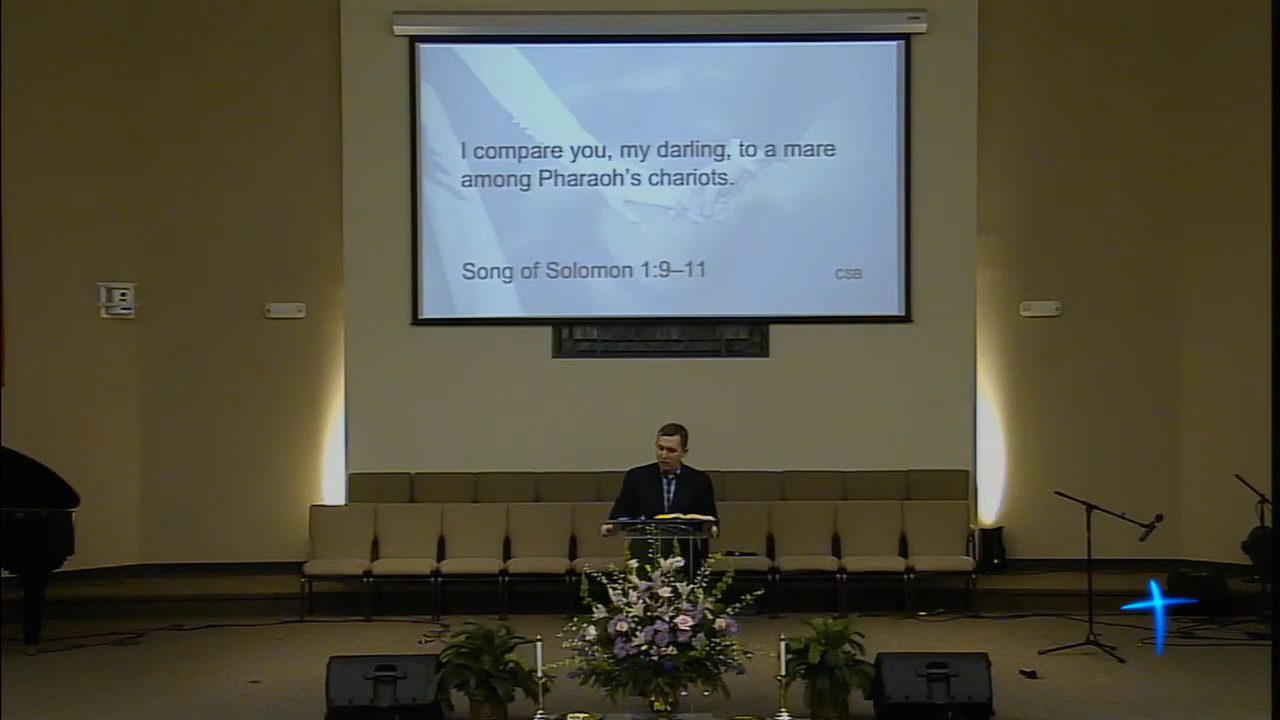 I compare you, my darling, to a mare
among Pharaoh's chariots.
Song of Solomon 1:9–11
CSB